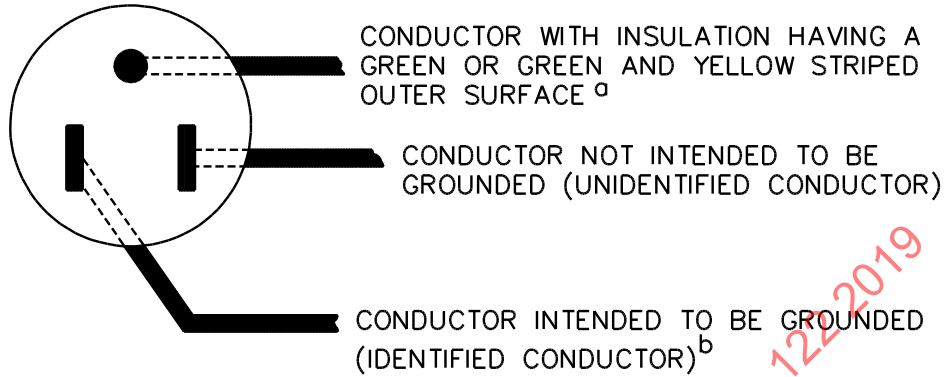 CONDUCTOR WITH INSULATION HAVING A
GREEN OR GREEN AND YELLOW STRIPED
OUTER SURFACE a
CONDUCTOR NOT INTENDED TO BE
GROUNDED (UNIDENTIFIED CONDUCTOR)
CONDUCTOR INTENDED TO BE GROUNDED
(IDENTIFIED CONDUCTOR) b
122 2019